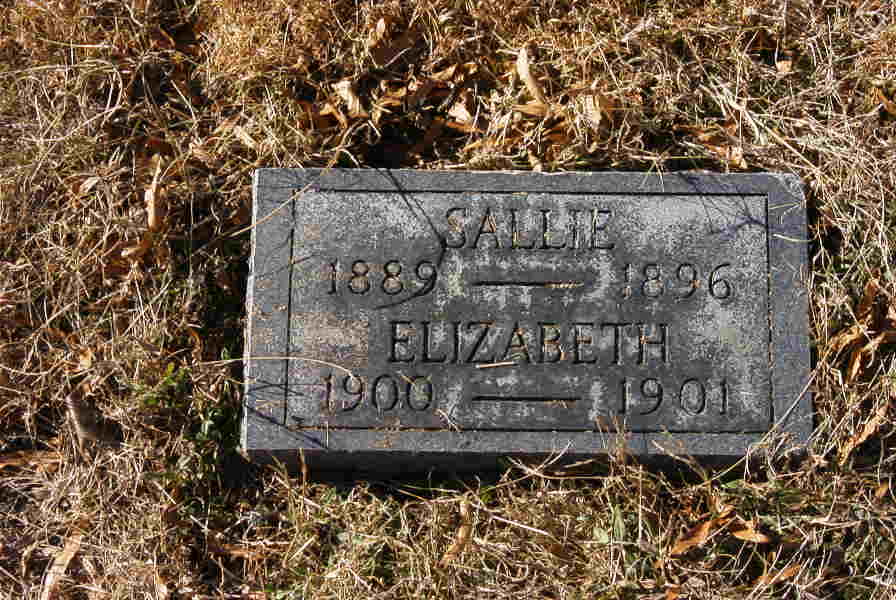 SALLIE
1889 — 1896
ELIZABETH
1900 — 1901